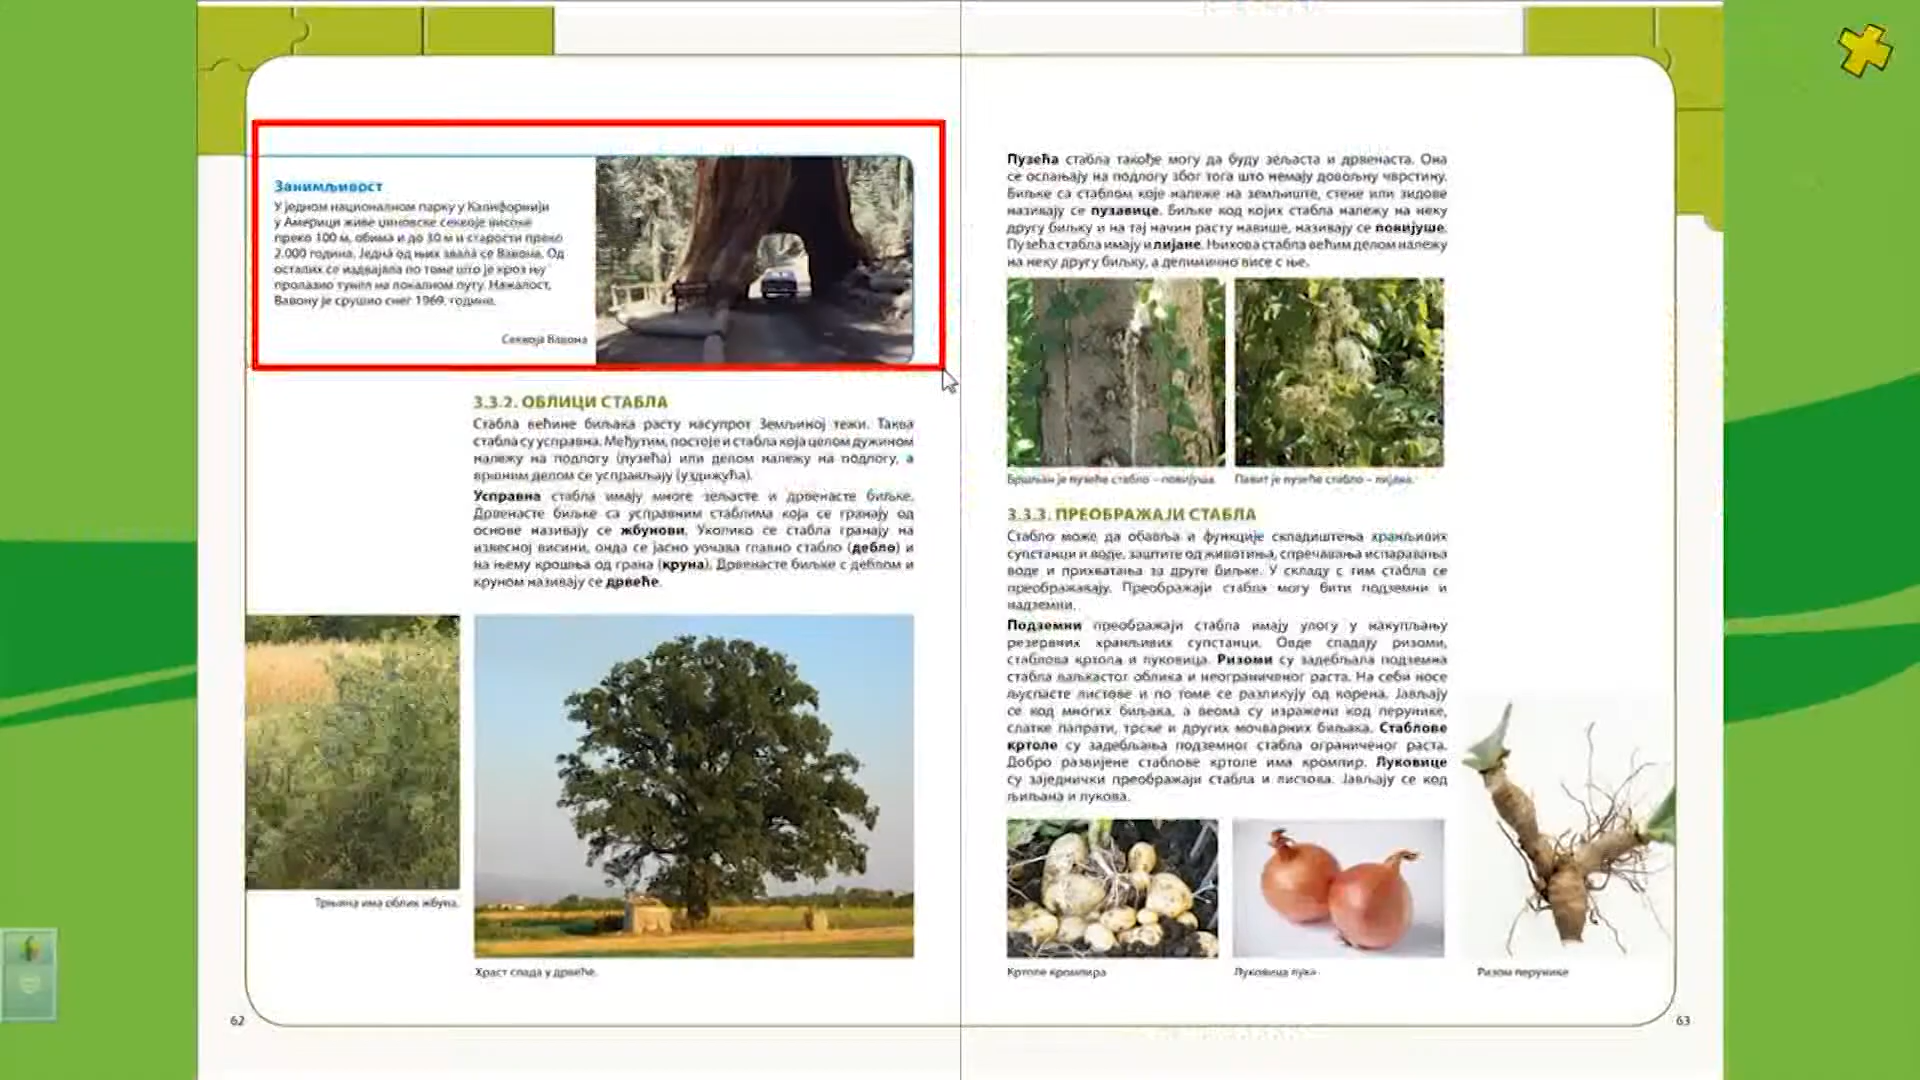 Занимљивост
У једном националном парку у Калифорнији
у Америци живе џиновске секвоје високе
преко 100 м, обима и до 30 м и старости преко
2.000 година. Једна од њих звала се Вавона. Од
осталих се издвајала по томе што је кроз њу
пролазио тунел на локалном путу. Нажалост,
Вавону је срушио снег 1969. године.
Секвоја Вавона
3.3.2. ОБЛИЦИ СТАБЛА
Стабла већине биљака расту насупрот Земљиној тежи. Таква
стабла су усправна. Међутим, постоје и стабла која целом дужином
належу на подлогу (пузећа) или делом належу на подлогу, а
вршним делом се усправљају (уздижућа).
Усправна стабла имају многе зељасте и дрвенасте биљке.
Дрвенасте биљке са усправним стаблима која се гранају од
основе називају се жбунови. Уколико се стабла гранају на
извесној висини, онда се јасно уочава главно стабло (дебло) и
на њему крошња од грана (круна). Дрвенасте биљке с деблом и
круном називају се дрвеће.
Трњина има облик жбуна.
Храст спада у дрвеће.
62
Пузећа стабла такође могу да буду зељаста и дрвенаста. Она
се ослањају на подлогу због тога што немају довољну чврстину.
Биљке са стаблом које належе на земљиште, стене или зидове
називају се пузавице. Биљке код којих стабла належу на неку
другу биљку и на тај начин расту навише, називају се повијуше.
Пузећа стабла имају и лијане. Њихова стабла већим делом належу
на неку другу биљку, а делимично висе с ње.
Бршљан је пузеће стабло – повијуша.
Павит је пузеће стабло – лијана.
3.3.3. ПРЕОБРАЖАЈИ СТАБЛА
Стабло може да обавља и функције складиштења хранљивих
супстанци и воде, заштите од животиња, спречавања испаравања
воде и прихватања за друге биљке. У складу с тим стабла се
преображавају. Преображаји стабла могу бити подземни и
надземни.
Подземни преображаји стабла имају улогу у накупљању
резервних хранљивих супстанци. Овде спадају ризоми,
стаблова кртола и луковица. Ризоми су задебљала подземна
стабла ваљкастог облика и неограниченог раста. На себи носе
љуспасте листове и по томе се разликују од корена. Јављају
се код многих биљака, а веома су изражени код перунике,
слатке папрати, трске и других мочварних биљака. Стаблове
кртоле су задебљања подземног стабла ограниченог раста.
Добро развијене стаблове кртоле има кромпир. Луковице
су заједнички преображаји стабла и листова. Јављају се код
љиљана и лукова.
Кртоле кромпира
Луковица лука
Ризом перунике
63